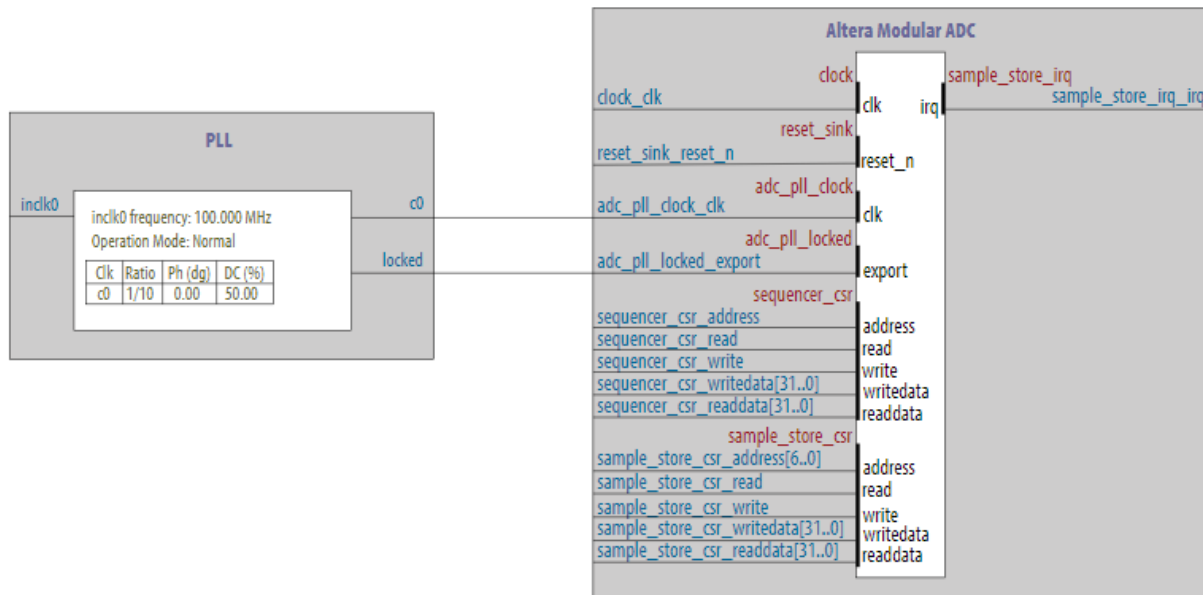 PLL
inclk0
c0
locked
inclk0 frequency: 100.000 MHz
Operation Mode: Normal
Clk Ratio Ph (dg) DC (%)
c0 1/10 0.00 50.00
Altera Modular ADC
clock
sample_store_irq
clock_clk
clk
irq
sample_store_irq_irq
reset_sink
reset_sink_reset_n
reset_n
adc_pll_clock
adc_pll_clock_clk
clk
adc_pll_locked
adc_pll_locked_export
export
sequencer_csr
sequencer_csr_address
address
sequencer_csr_read
read
sequencer_csr_write
write
sequencer_csr_writedata[31..0]
writedata
sequencer_csr_readdata[31..0]
readdata
sample_store_csr
sample_store_csr_address[6..0]
address
sample_store_csr_read
read
sample_store_csr_write
write
sample_store_csr_writedata[31..0]
writedata
sample_store_csr_readdata[31..0]
readdata